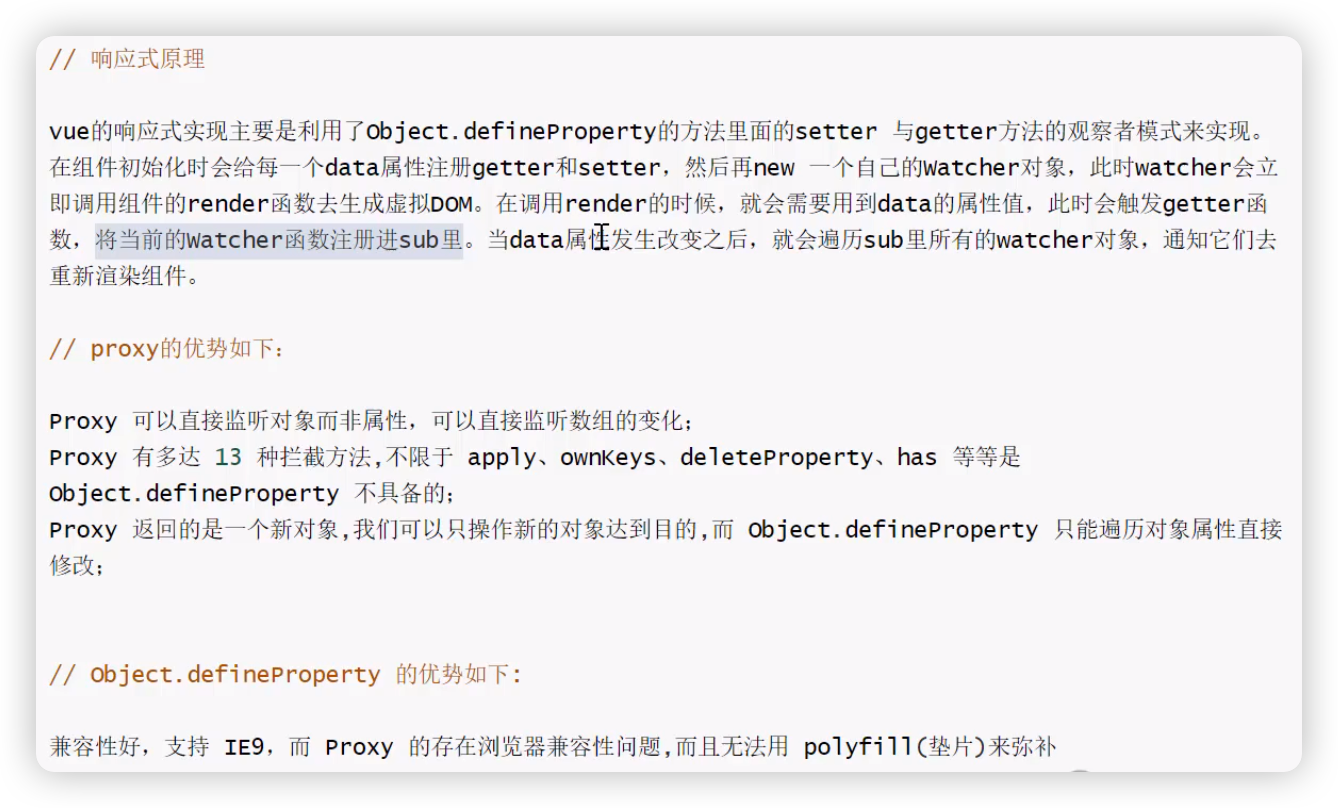 // 响应式原理
vue的响应式实现主要是利用了Object.defineProperty的方法里面的setter 与getter方法的观察者模式来实现。
在组件初始化时会给每一个data属性注册getter和setter，然后再new 一个自己的Watcher对象，此时watcher会立
即调用组件的render函数去生成虚拟DOM。在调用render的时候，就会需要用到data的属性值，此时会触发getter函
数，将当前的Watcher函数注册进sub里。当data属性发生改变之后，就会遍历sub里所有的watcher对象，通知它们去
重新渲染组件。
// proxy的优势如下：
Proxy 可以直接监听对象而非属性，可以直接监听数组的变化；
Proxy 有多达 13 种拦截方法,不限于 apply、ownKeys、deleteProperty、has 等等是
Object.defineProperty 不具备的；
Proxy 返回的是一个新对象,我们可以只操作新的对象达到目的,而 Object.defineProperty 只能遍历对象属性直接
修改；
// Object.defineProperty 的优势如下:
兼容性好，支持 IE9，而 Proxy 的存在浏览器兼容性问题,而且无法用 polyfill(垫片)来弥补